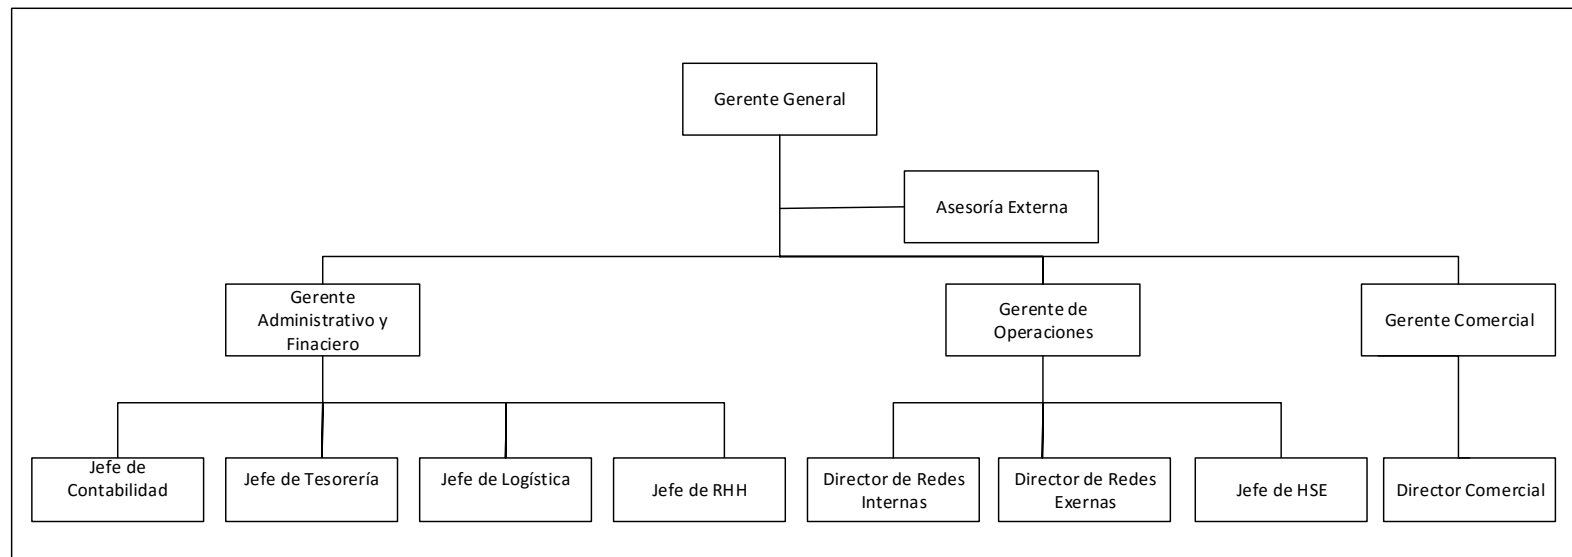 Gerente General
Asesoría Externa
Gerente
Administrativo y
Finaciero
Gerente de
Operaciones
Gerente Comercial
Jefe de
Contabilidad
Jefe de Tesorería
Jefe de Logística
Jefe de RHH
Director de Redes
Internas
Director de Redes
Exernas
Jefe de HSE
Director Comercial